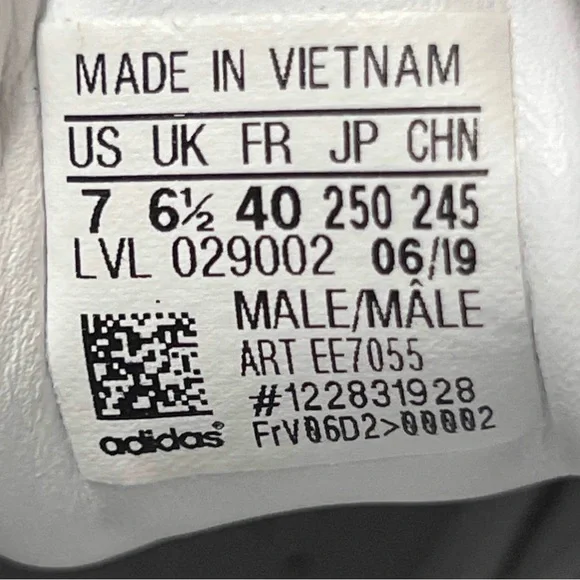 MADE IN VIETNAM
US UK FR JP CHN
7 6½ 40 250 245
LVL 029002 06/19
MALE/MÂLE
ART EE7055
#122831928
FrV06D2>00002
adidas®